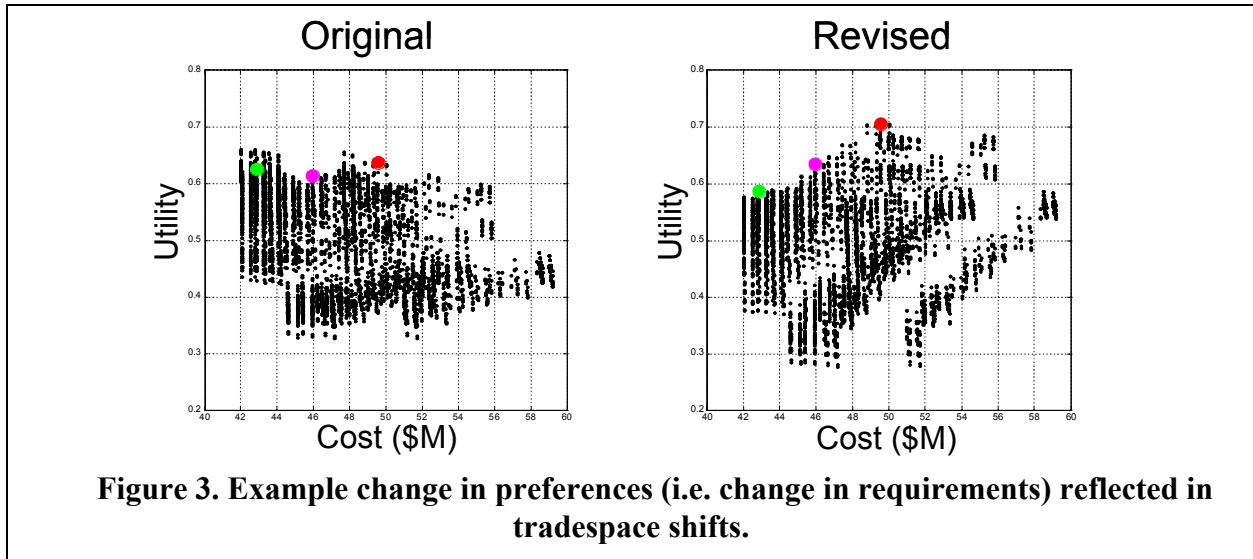 Original
Revised
0.8
0.7
0.6
0.5
0.4
0.3
0.2
Utility
40 42 44 46 48 50 52 54 56 58 60
Cost ($M)
0.8
0.7
0.6
0.5
0.4
0.3
0.2
Utility
40 42 44 46 48 50 52 54 56 58 60
Cost ($M)
Figure 3. Example change in preferences (i.e. change in requirements) reflected in
tradespace shifts.